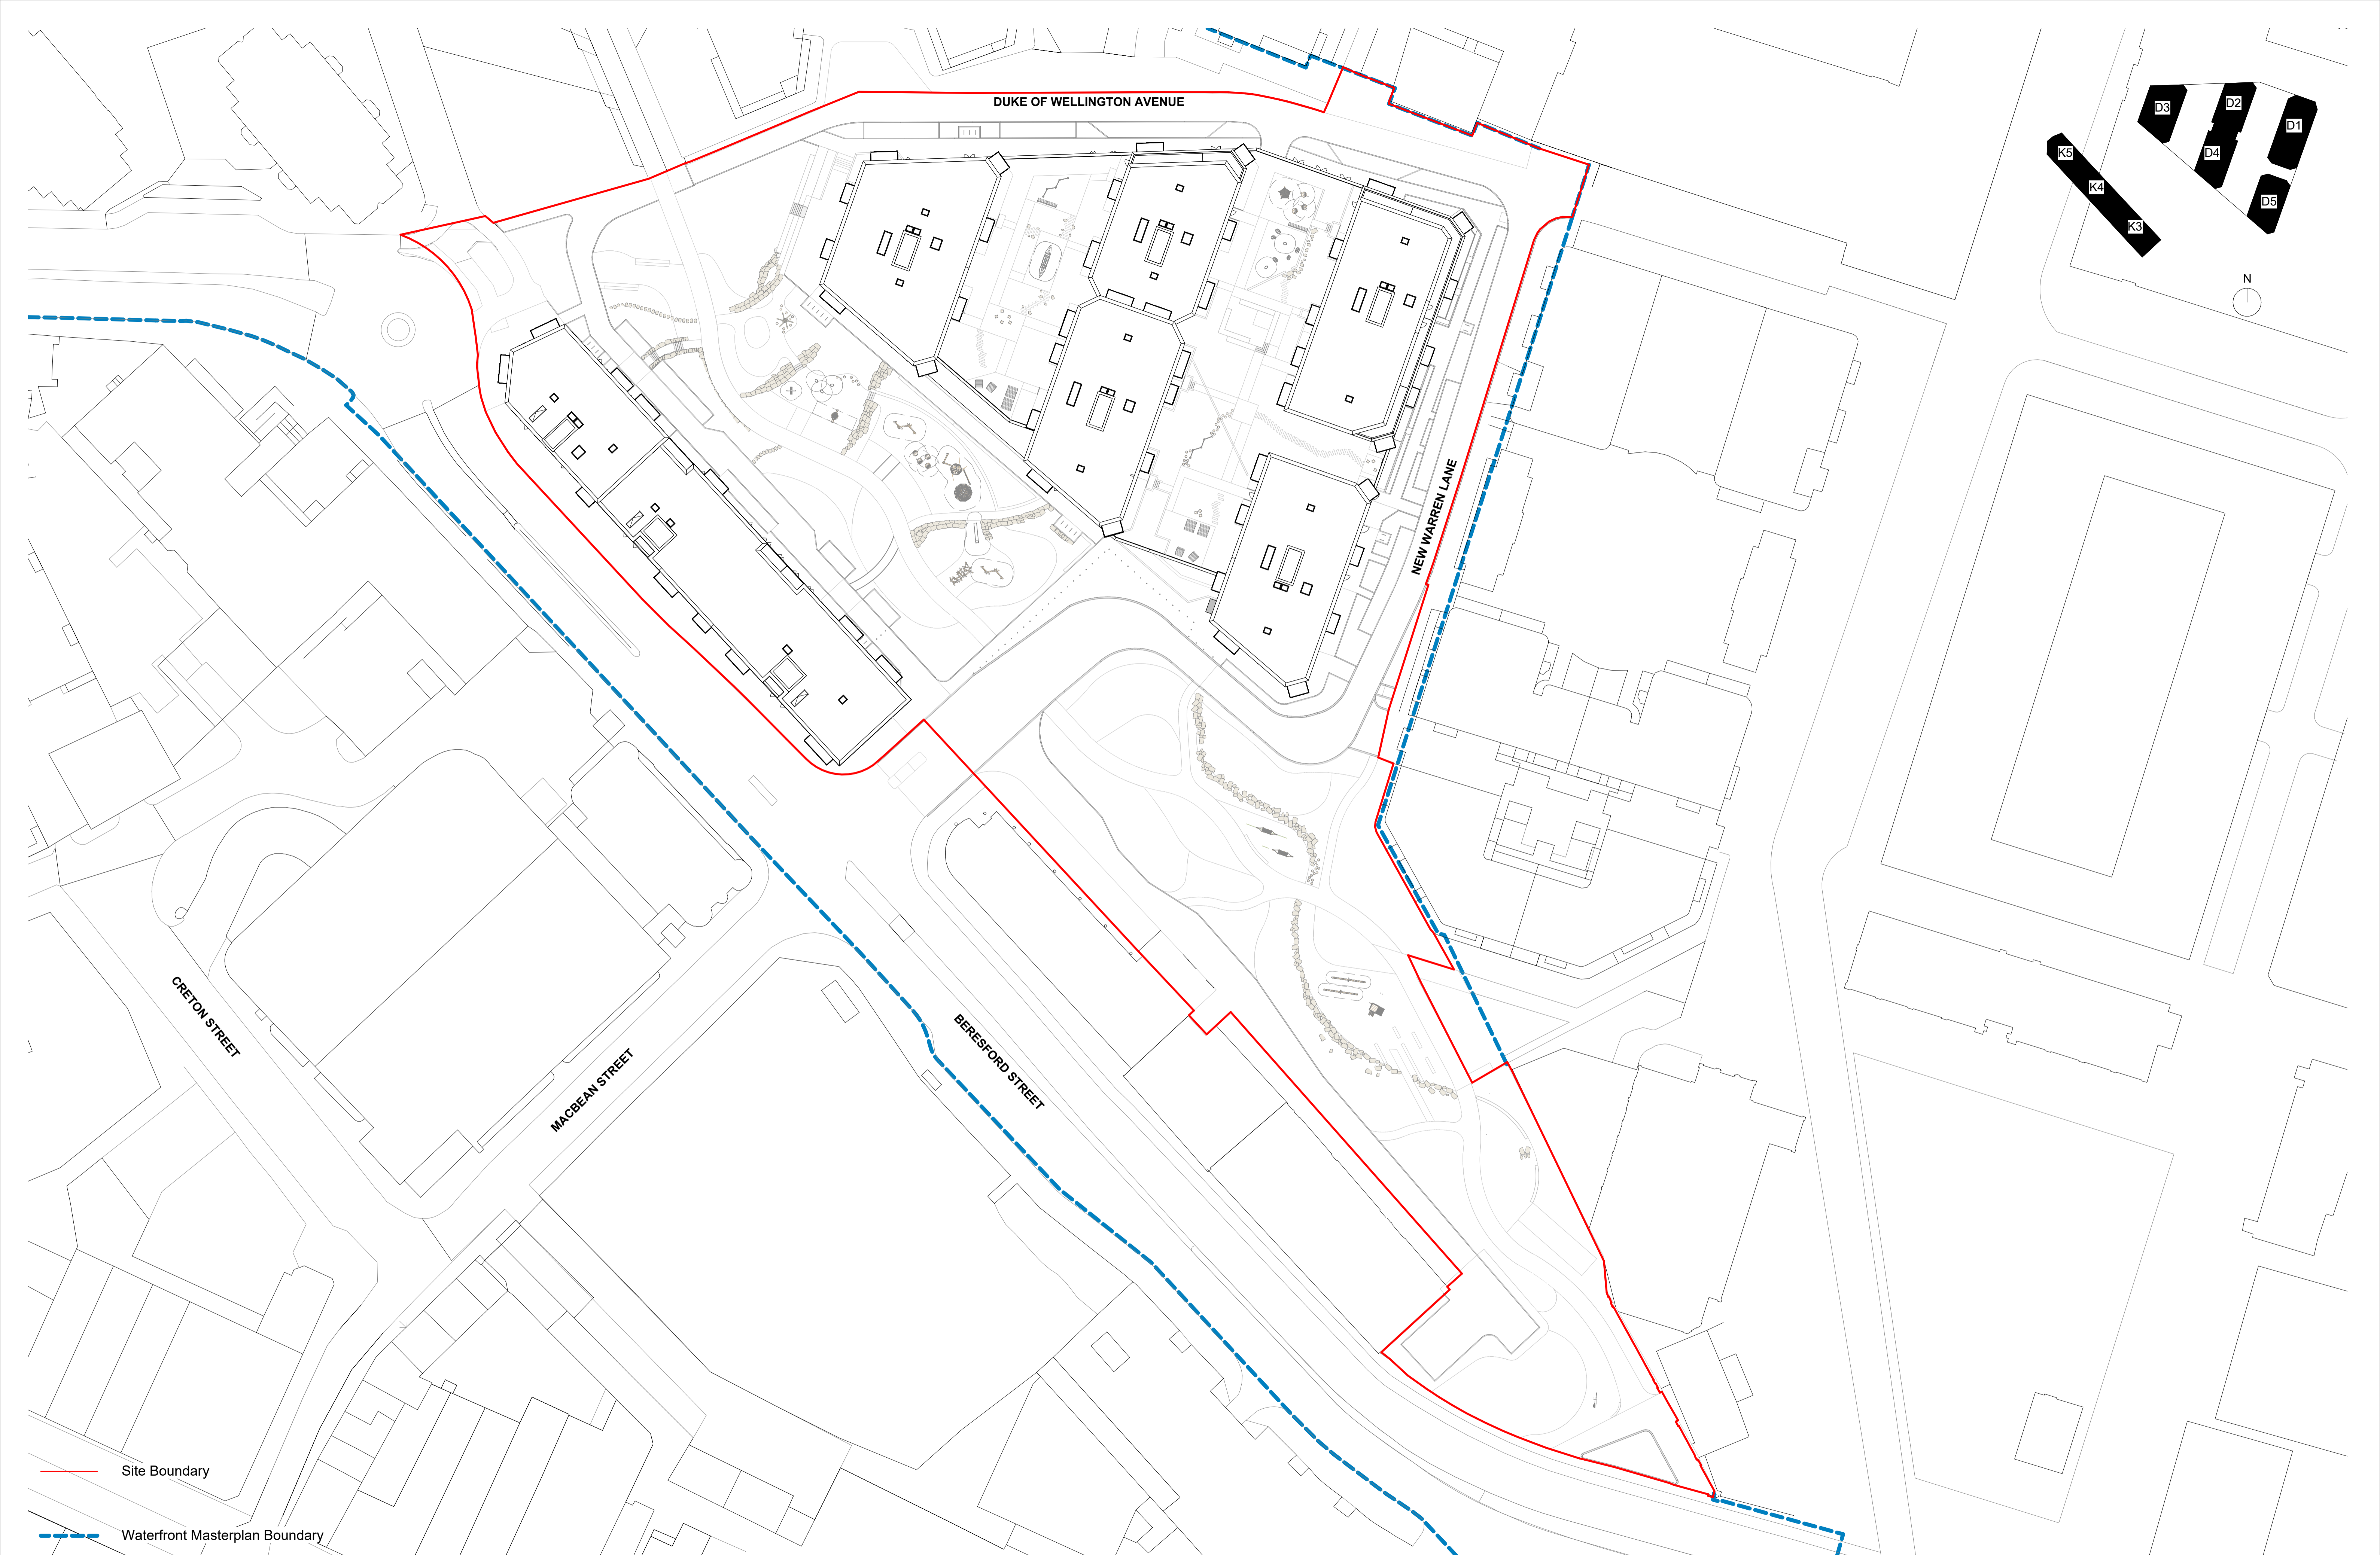 DUKE OF WELLINGTON AVENUE
D3
D2
D1
D4
K5
K4
D5
K3
N
NEW WARREN LANE
CRETON STREET
MACBEAN STREET
BERESFORD STREET
Site Boundary
Waterfront Masterplan Boundary